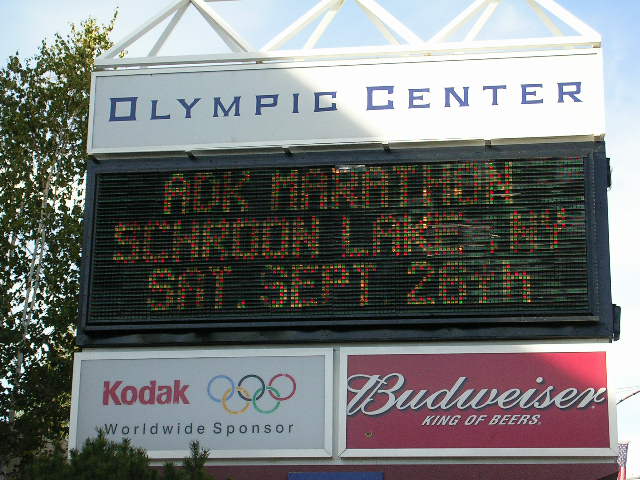 OLYMPIC CENTER
ADK MARATHON
SCHROON LAKE, NY
SAT. SEPT 26th
Kodak
Worldwide Sponsor
Budweiser
KING OF BEERS.